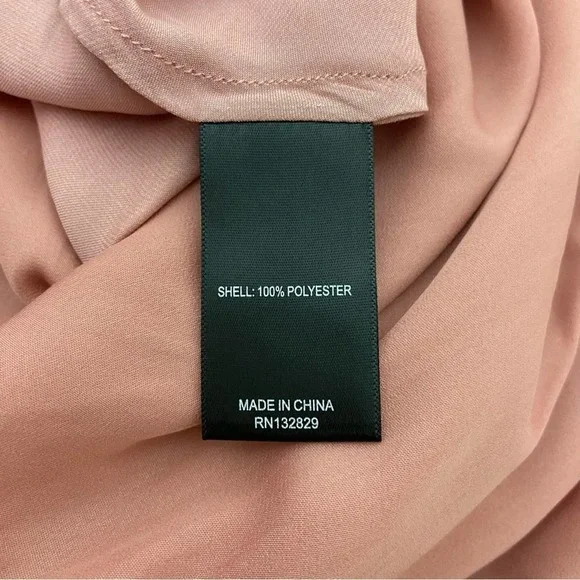 SHELL: 100% POLYESTER
MADE IN CHINA
RN132829